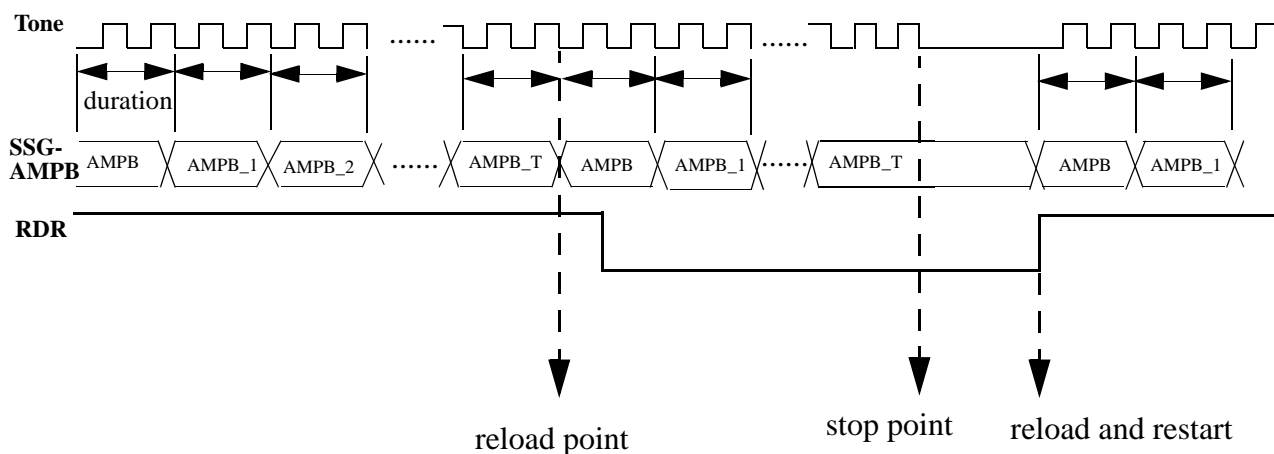 Tone
......
......
duration
SSG-
AMPB
AMPB
AMPB_1
AMPB_2
......
AMPB_T
AMPB
AMPB_1
......
AMPB_T
AMPB
AMPB_1
RDR
reload point
stop point
reload and restart